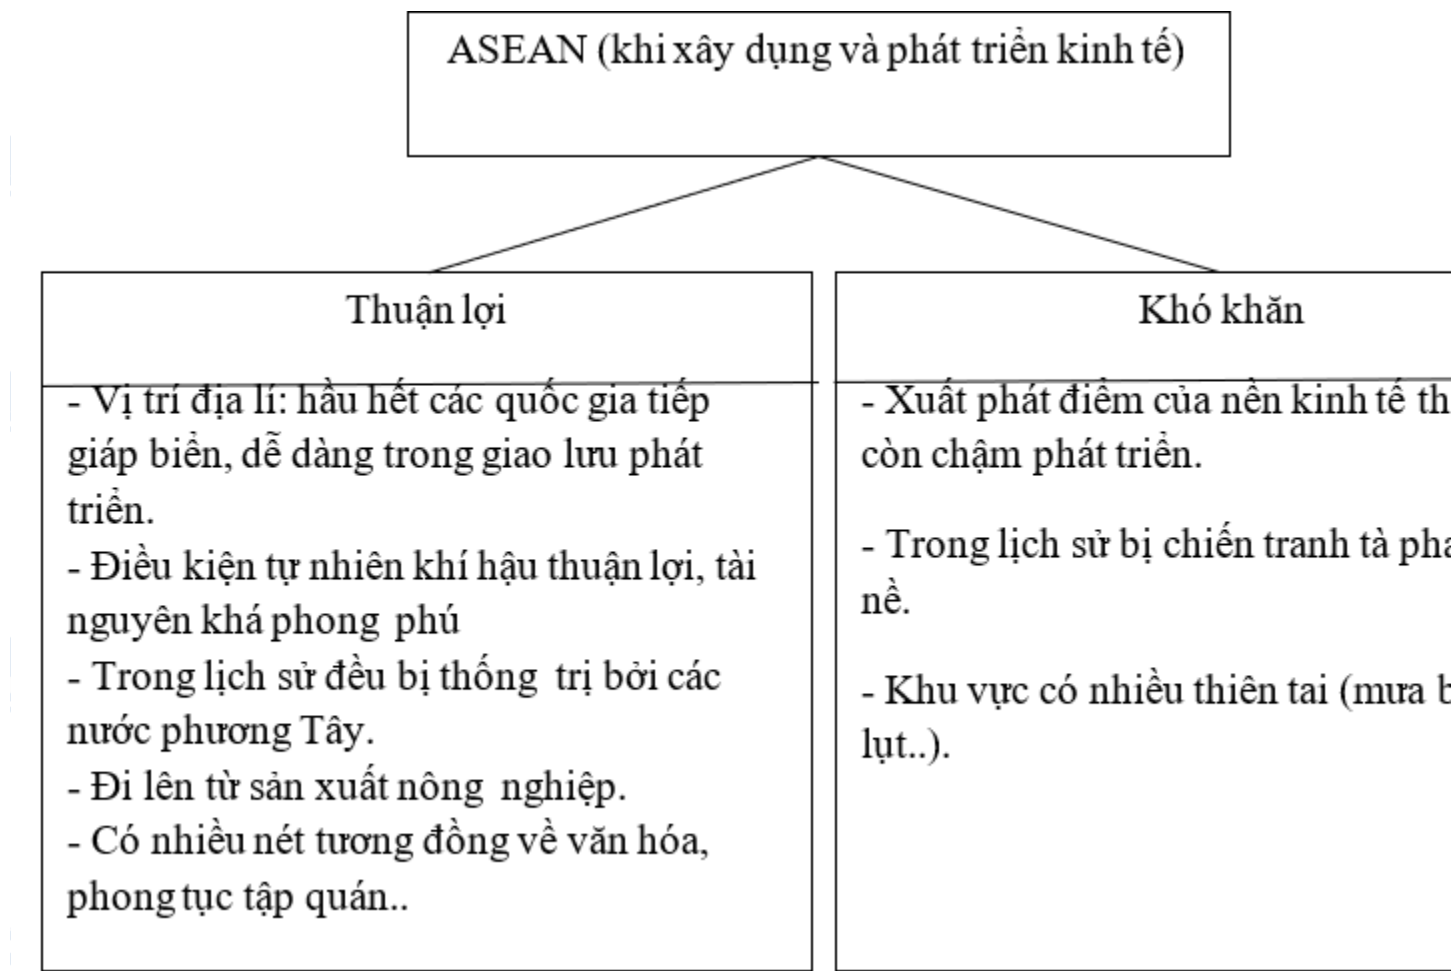 ASEAN (khi xây dụng và phát triển kinh tế)
Thuận lợi
- Vị trí địa lí: hầu hết các quốc gia tiếp
giáp biển, dễ dàng trong giao lưu phát
triển.
- Điều kiện tự nhiên khí hậu thuận lợi, tài
nguyên khá phong phú
- Trong lịch sử đều bị thống trị bởi các
nước phương Tây.
- Đi lên từ sản xuất nông nghiệp.
- Có nhiều nét tương đồng về văn hóa,
phong tục tập quán..
Khó khăn
- Xuất phát điểm của nền kinh tế
còn chậm phát triển.
- Trong lịch sử bị chiến tranh tà
nề.
- Khu vực có nhiều thiên tai (mưa
lụt..).